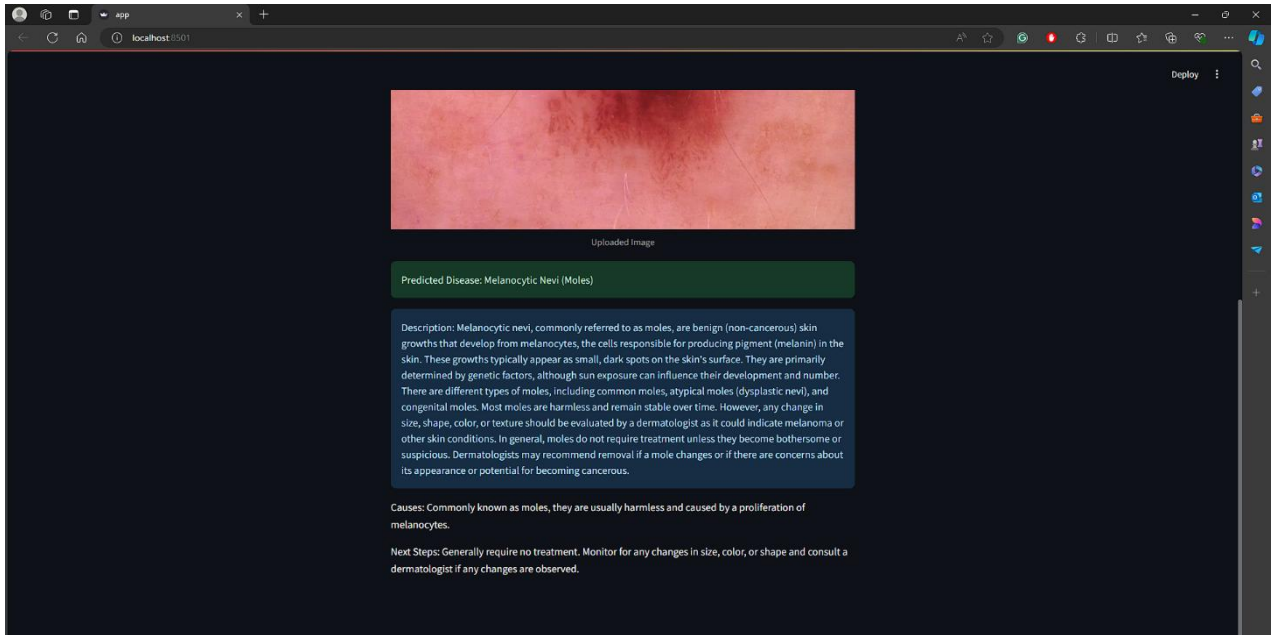 app
localhost:8501
Deploy
Uploaded Image
Predicted Disease: Melanocytic Nevi (Moles)
Description: Melanocytic nevi, commonly referred to as moles, are benign (non-cancerous) skin
growths that develop from melanocytes, the cells responsible for producing pigment (melanin) in the
skin. These growths typically appear as small, dark spots on the skin's surface. They are primarily
determined by genetic factors, although sun exposure can influence their development and number.
There are different types of moles, including common moles, atypical moles (dysplastic nevi), and
congenital moles. Most moles are harmless and remain stable over time. However, any change in
size, shape, color, or texture should be evaluated by a dermatologist as it could indicate melanoma or
other skin conditions. In general, moles do not require treatment unless they become bothersome or
suspicious. Dermatologists may recommend removal if a mole changes or if there are concerns about
its appearance or potential for becoming cancerous.
Causes: Commonly known as moles, they are usually harmless and caused by a proliferation of
melanocytes.
Next Steps: Generally require no treatment. Monitor for any changes in size, color, or shape and consult a
dermatologist if any changes are observed.